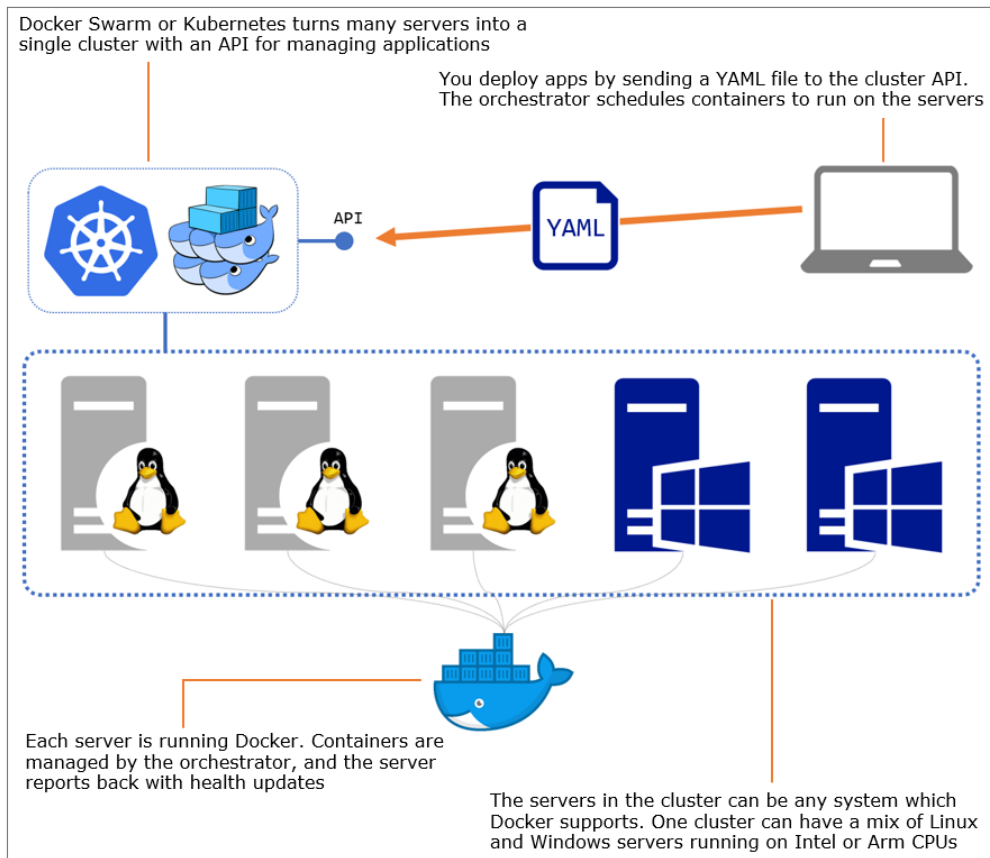 Docker Swarm or Kubernetes turns many servers into a
single cluster with an API for managing applications
You deploy apps by sending a YAML file to the cluster API.
The orchestrator schedules containers to run on the servers
API
YAML
Each server is running Docker. Containers are
managed by the orchestrator, and the server
reports back with health updates
The servers in the cluster can be any system which
Docker supports. One cluster can have a mix of Linux
and Windows servers running on Intel or Arm CPUs